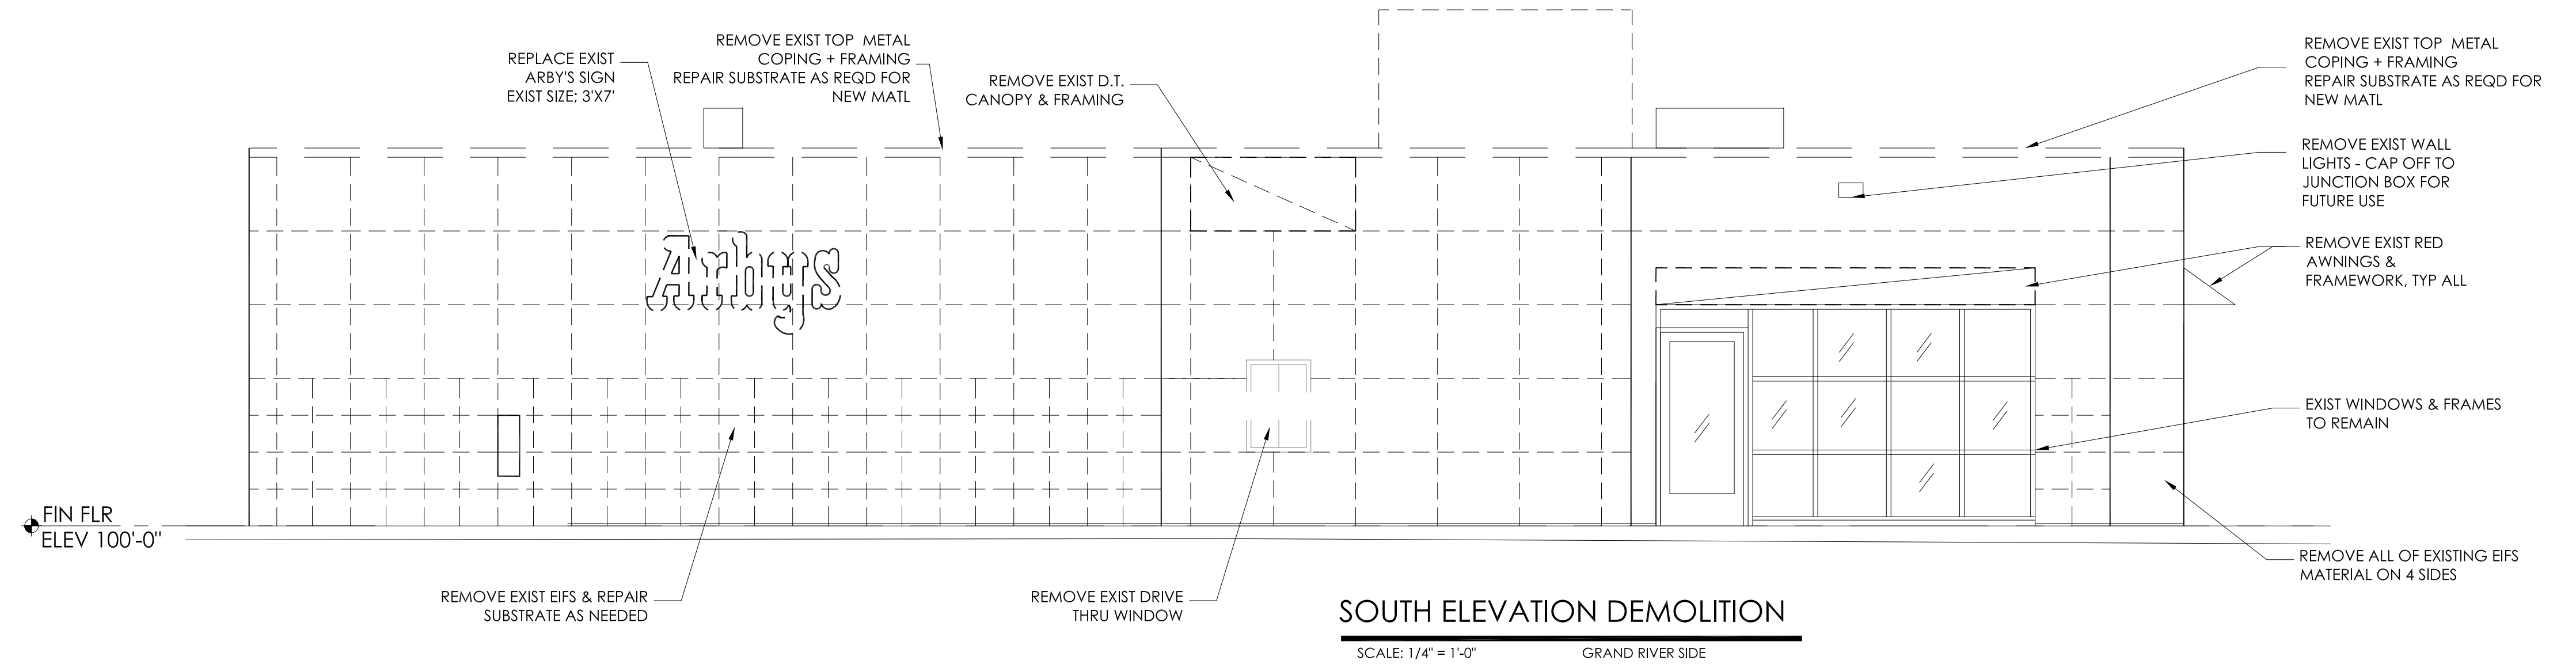 REPLACE EXIST
ARBY'S SIGN
EXIST SIZE; 3'X7'
REMOVE EXIST TOP  METAL
COPING + FRAMING
REPAIR SUBSTRATE AS REQD FOR
NEW MATL
REMOVE EXIST D.T.
CANOPY & FRAMING
REMOVE EXIST TOP  METAL
COPING + FRAMING
REPAIR SUBSTRATE AS REQD FOR
NEW MATL
REMOVE EXIST WALL
LIGHTS - CAP OFF TO
JUNCTION BOX FOR
FUTURE USE
REMOVE EXIST RED
AWNINGS &
FRAMEWORK, TYP ALL
Arbys
EXIST WINDOWS & FRAMES
TO REMAIN
FIN FLR
ELEV 100'-0"
REMOVE ALL OF EXISTING EIFS
MATERIAL ON 4 SIDES
REMOVE EXIST EIFS & REPAIR
SUBSTRATE AS NEEDED
REMOVE EXIST DRIVE
THRU WINDOW
SOUTH ELEVATION DEMOLITION
SCALE: 1/4" = 1'-0"
GRAND RIVER SIDE